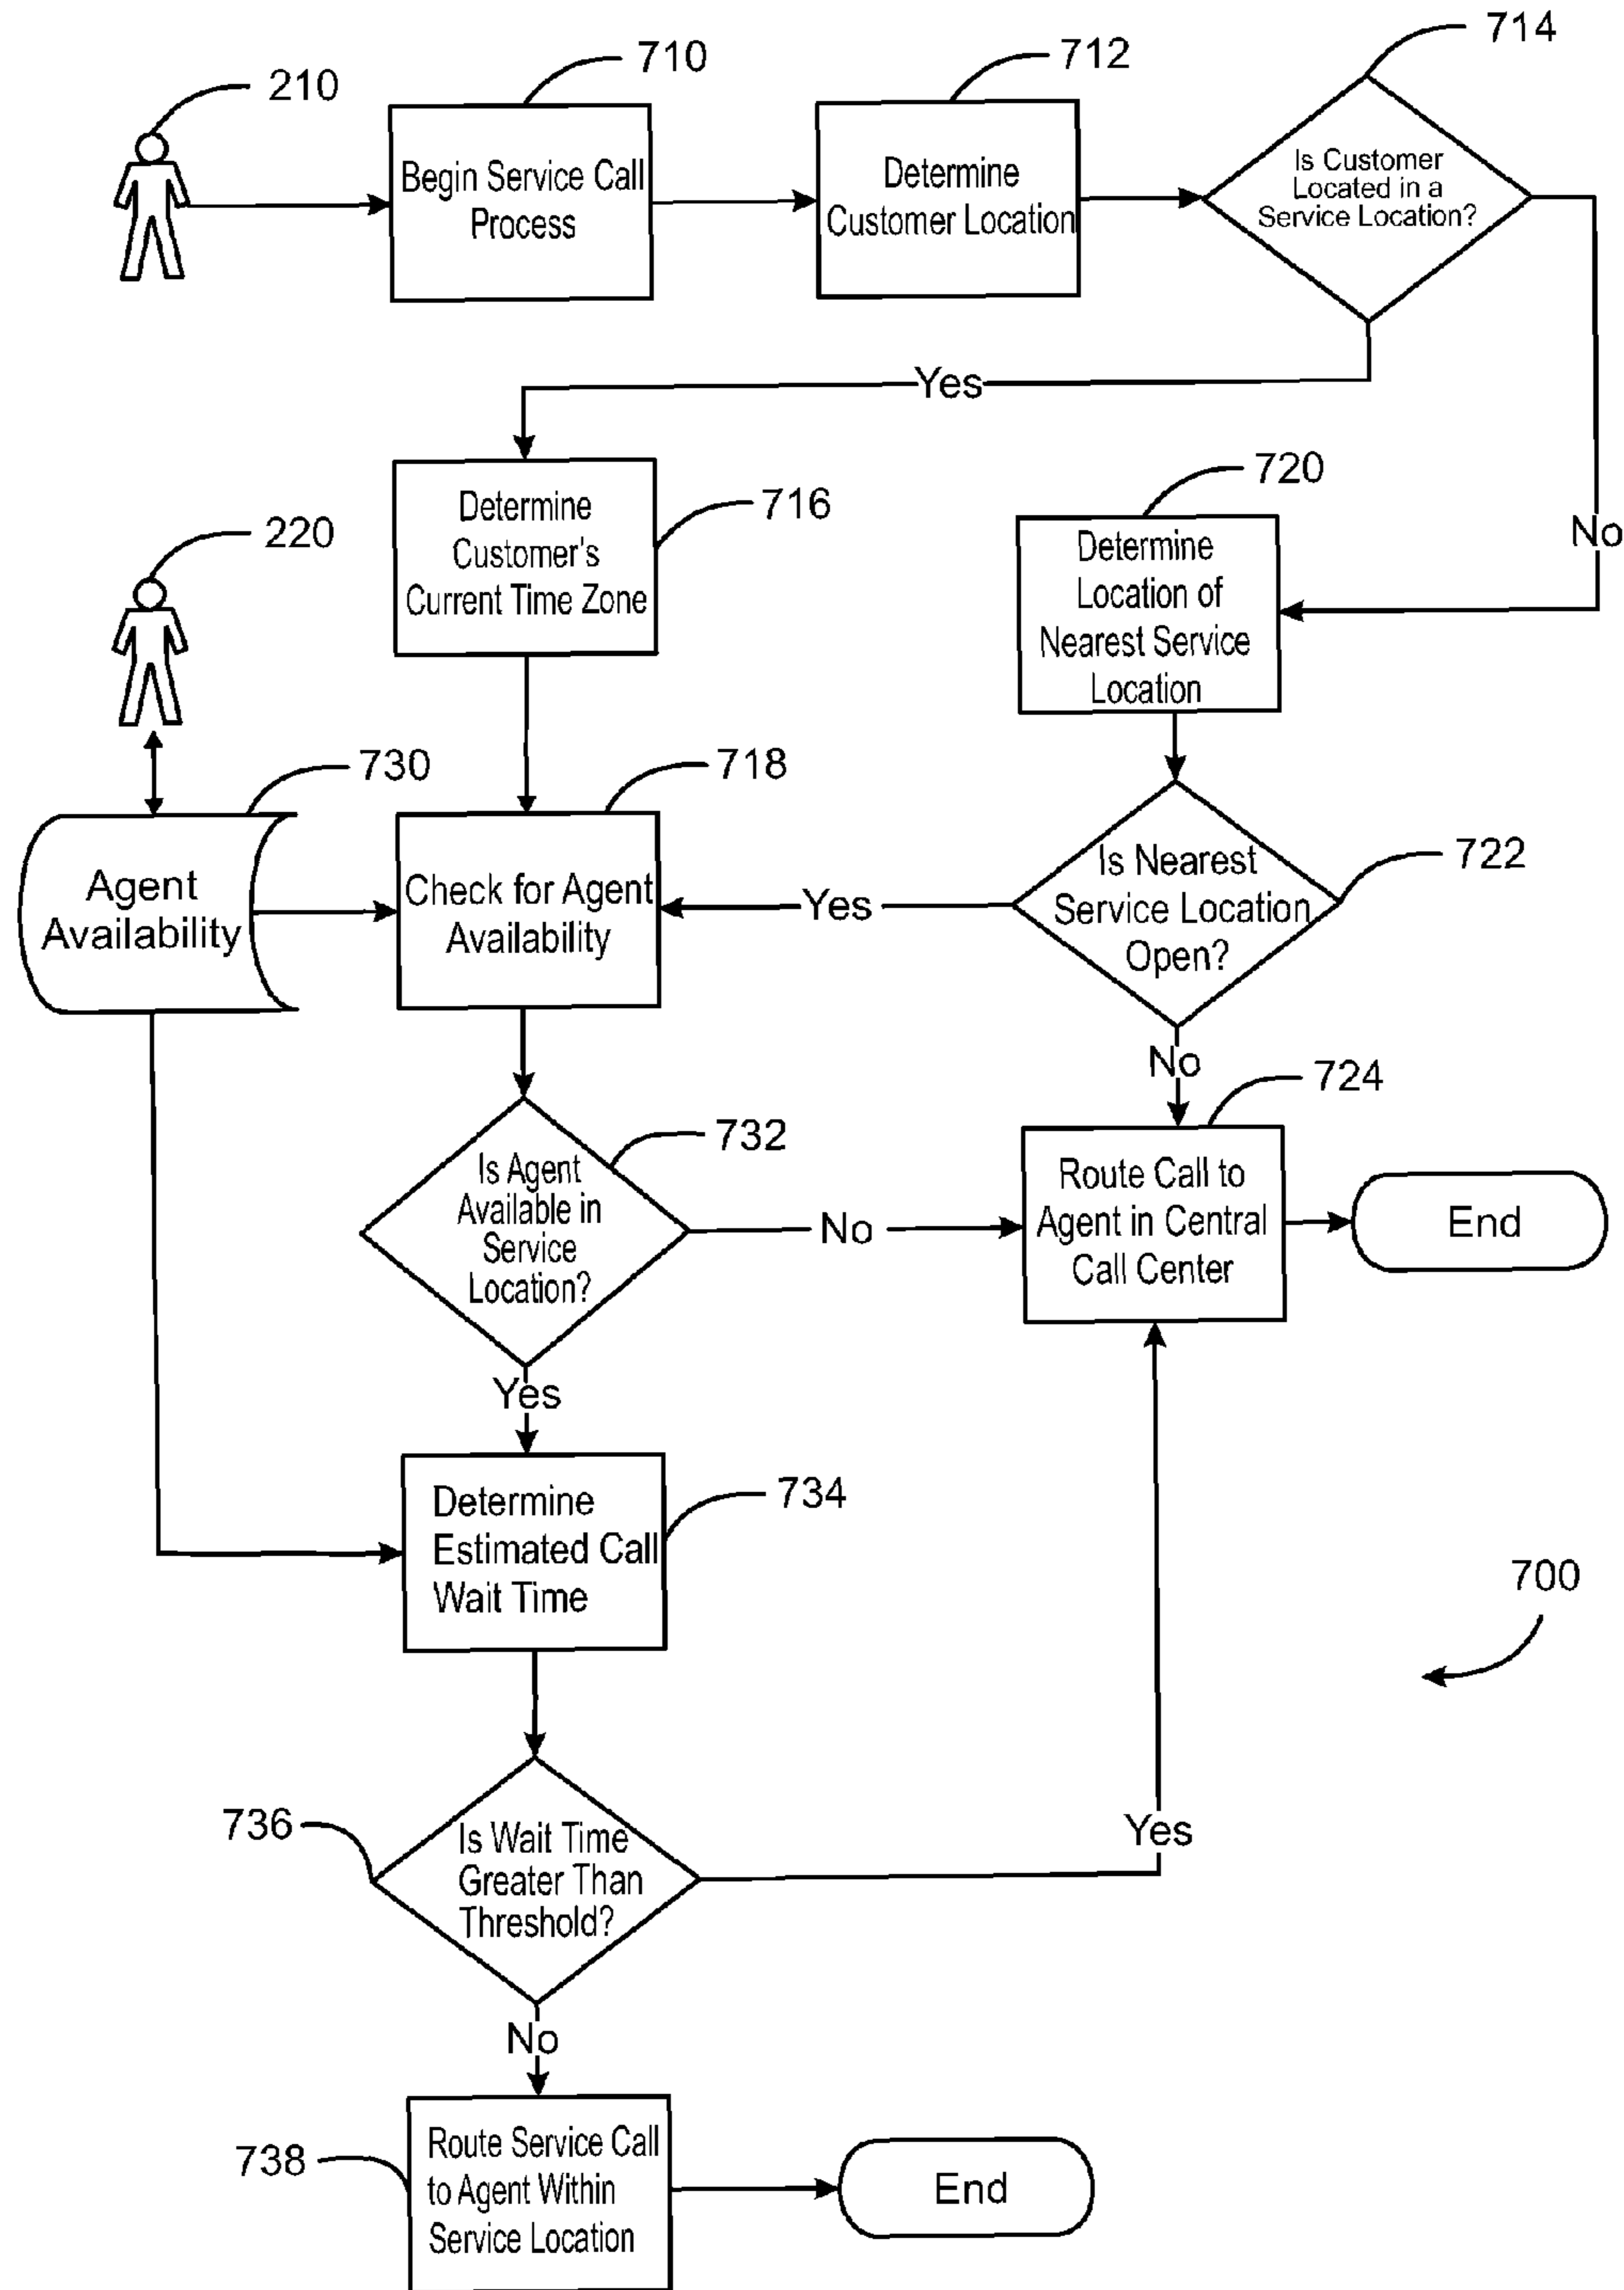 714
710
712
210
Begin Service Call
Process
Determine
Customer Location
Is Customer
Located in a
Service Location?
Yes
No
720
716
220
Determine
Customer's
Current Time Zone
Determine
Location of
Nearest Service
Location
730
718
722
Agent
Availability
Check for Agent
Availability
Yes
Is Nearest
Service Location
Open?
No
724
732
Is Agent
Available in
Service
Location?
No
Route Call to
Agent in Central
Call Center
End
Yes
734
Determine
Estimated Call
Wait Time
700
736
Is Wait Time
Greater Than
Threshold?
Yes
No
738
Route Service Call
to Agent Within
Service Location
End